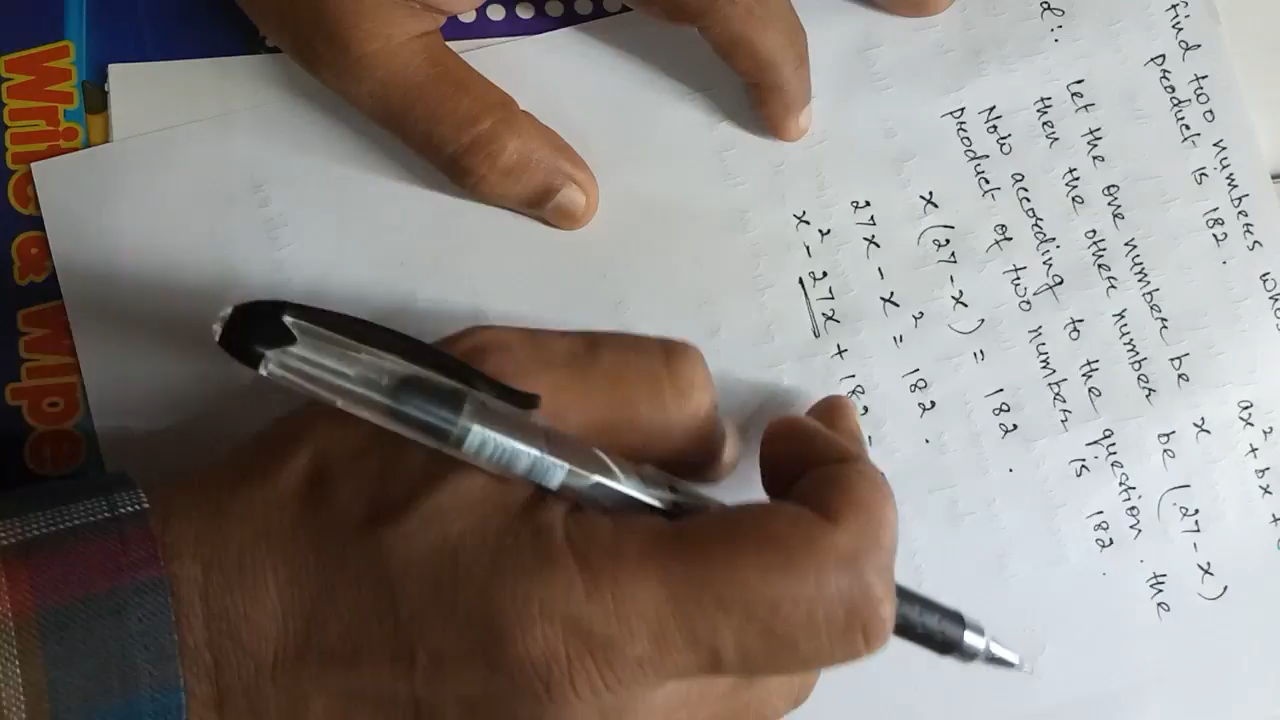 find two numbers
product is 182.
ax² + bx +
Let the one number be x
then the other number be (27 - x)
Now according to the question. the
product of two number is 182.
x(27 - x) = 182.
27x - x² = 182.
x² - 27x + 182
Write & Wipe